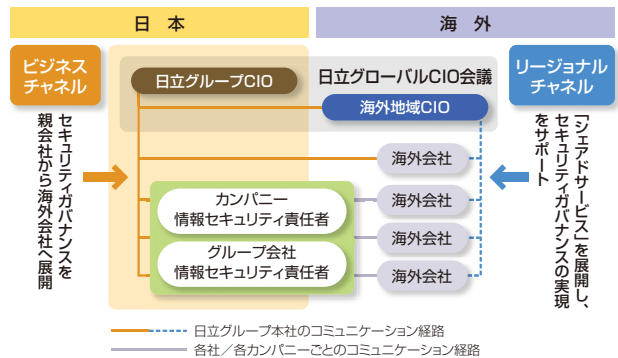 日本
海外
ビジネス
チャネル
セキュリティガバナンスを
親会社から海外会社へ展開
日立グループCIO
日立グローバルCIO会議
海外地域CIO
海外会社
カンパニー
情報セキュリティ責任者
海外会社
海外会社
グループ会社
情報セキュリティ責任者
海外会社
リージョナル
チャネル
「シェアドサービス」を展開し、
セキュリティガバナンスの実現
をサポート
日立グループ本社のコミュニケーション経路
各社／各カンパニーごとのコミュニケーション経路